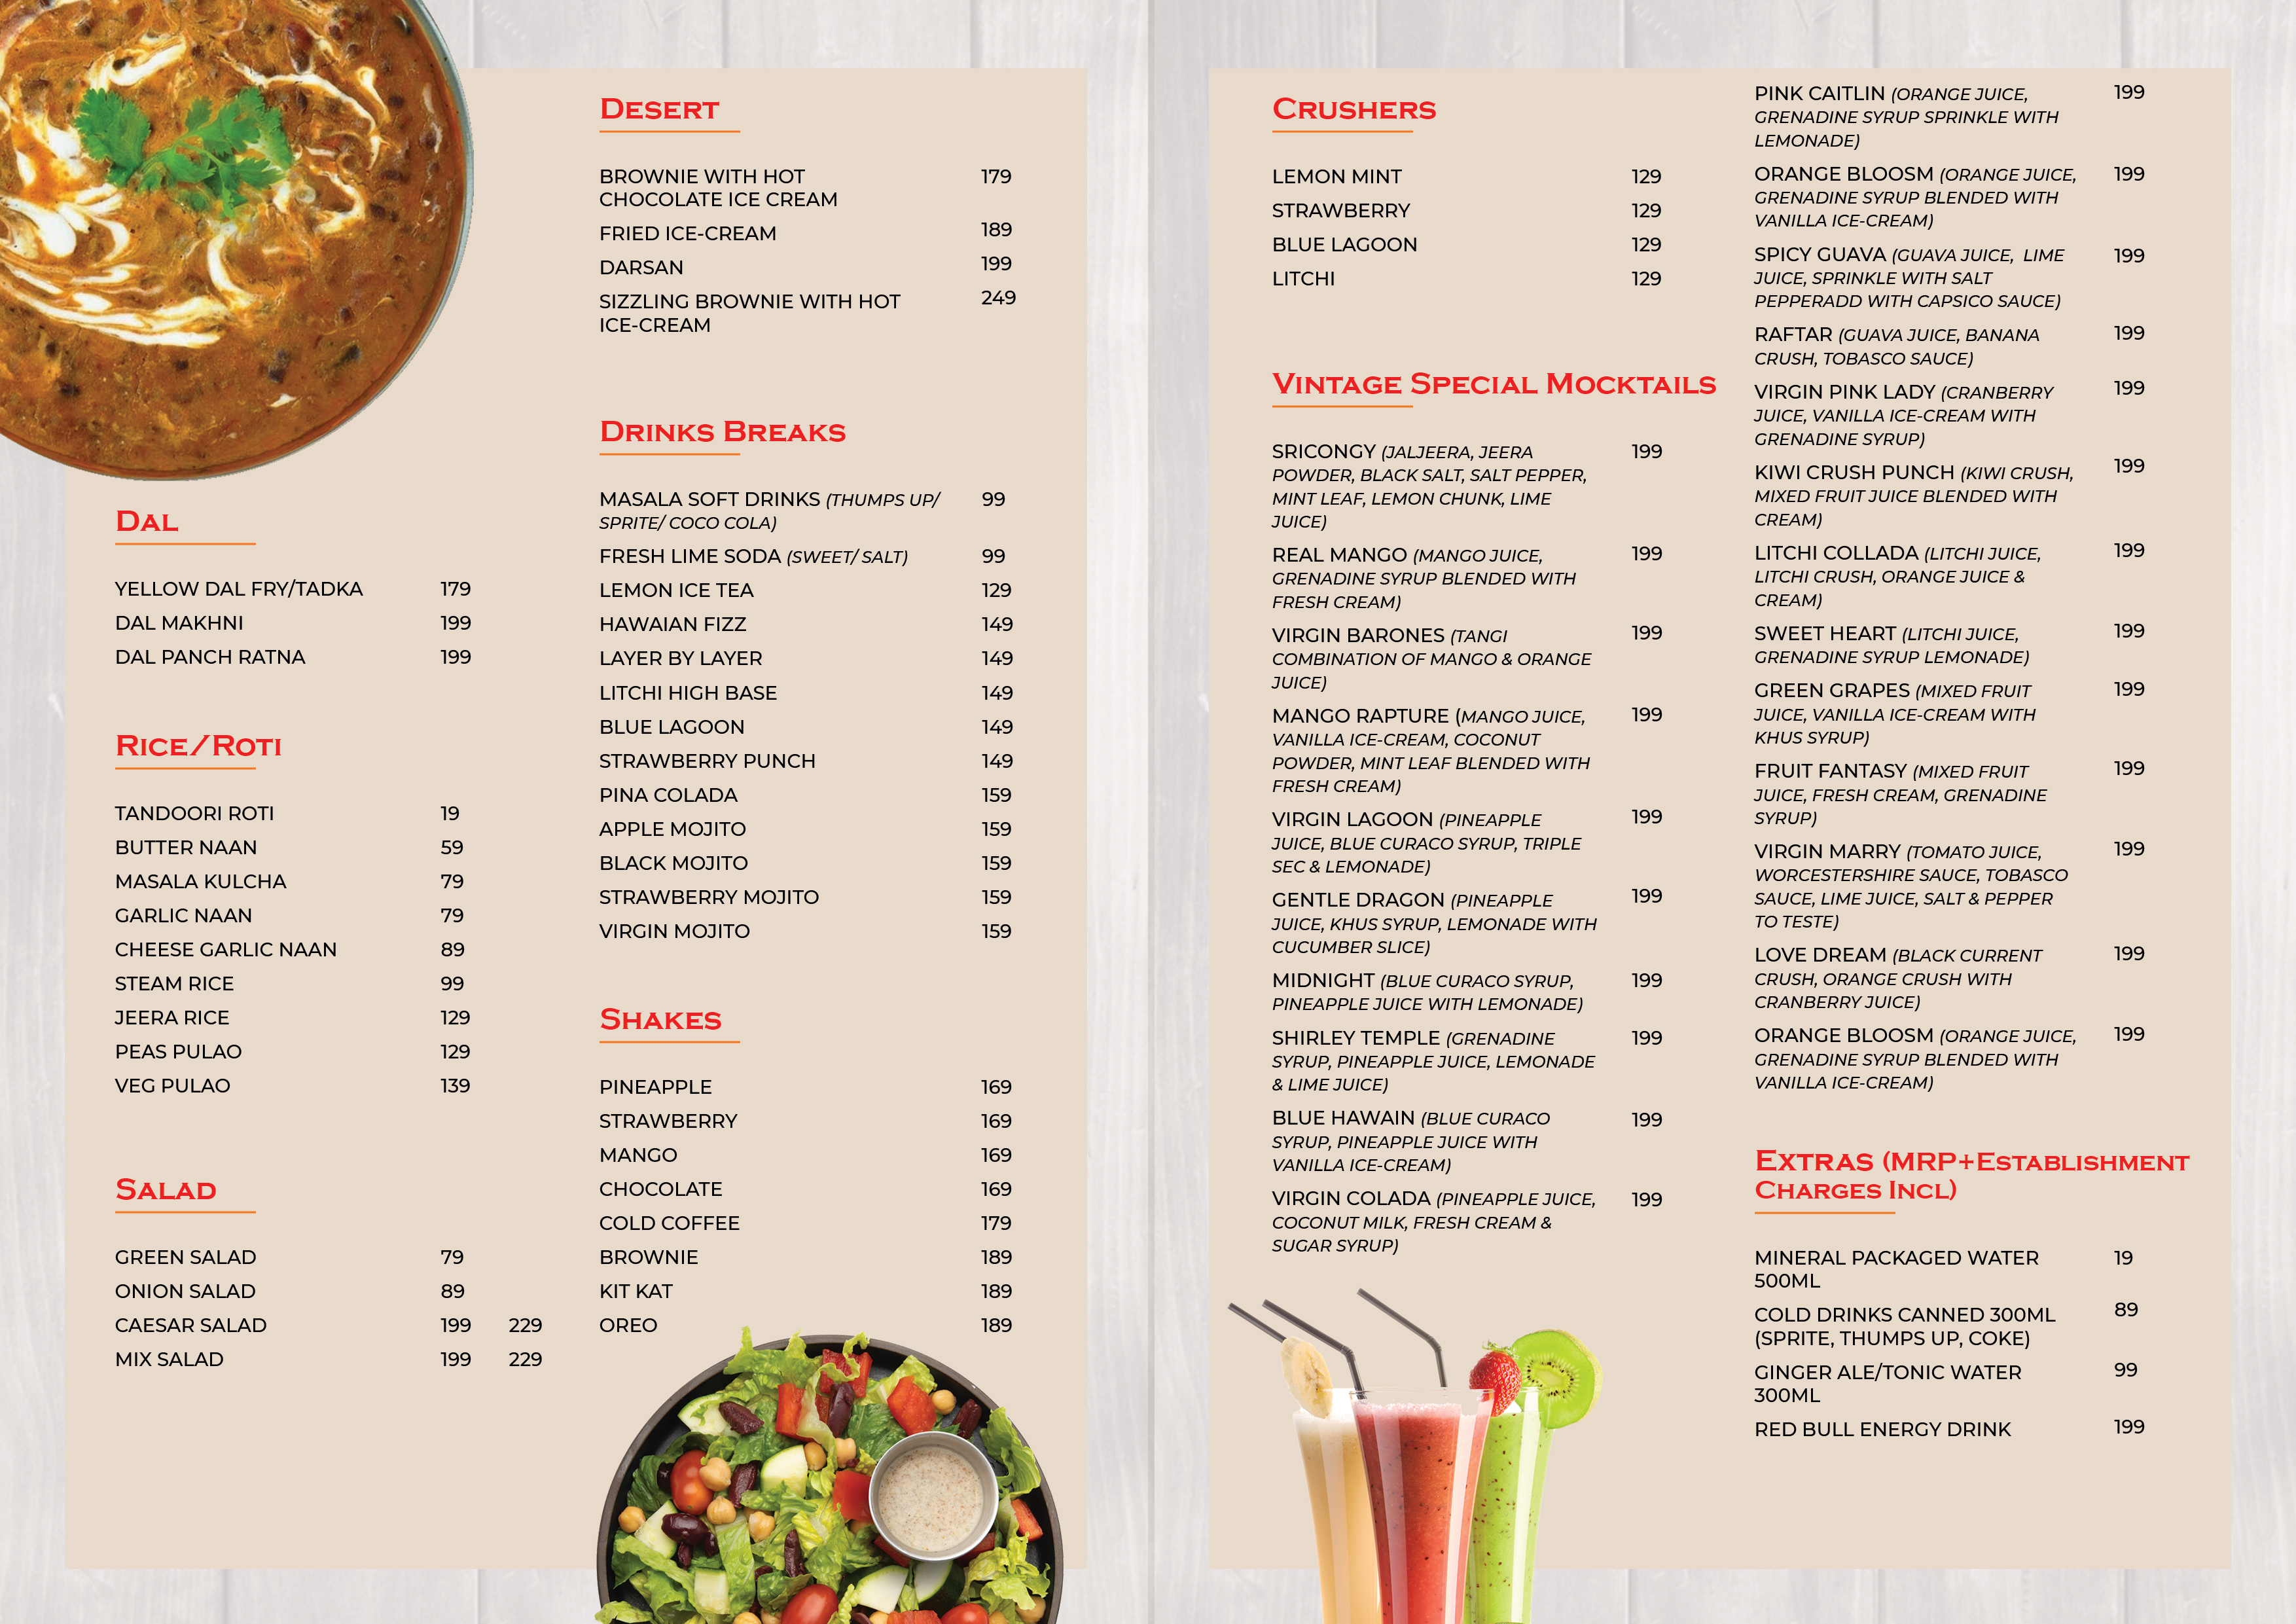 DAL
YELLOW DAL FRY/TADKA 179
DAL MAKHNI 199
DAL PANCH RATNA 199
RICE/ROTI
TANDOORI ROTI 19
BUTTER NAAN 59
MASALA KULCHA 79
GARLIC NAAN 79
CHEESE GARLIC NAAN 89
STEAM RICE 99
JEERA RICE 129
PEAS PULAO 129
VEG PULAO 139
SALAD
GREEN SALAD 79
ONION SALAD 89
CAESAR SALAD 199 229
MIX SALAD 199 229
DESERT
BROWNIE WITH HOT 179
CHOCOLATE ICE CREAM
FRIED ICE-CREAM 189
DARSAN 199
SIZZLING BROWNIE WITH HOT 249
ICE-CREAM
DRINKS BREAKS
MASALA SOFT DRINKS (THUMPS UP/ 99
SPRITE/ COCO COLA)
FRESH LIME SODA (SWEET/ SALT) 99
LEMON ICE TEA 129
HAWAIAN FIZZ 149
LAYER BY LAYER 149
LITCHI HIGH BASE 149
BLUE LAGOON 149
STRAWBERRY PUNCH 149
PINA COLADA 159
APPLE MOJITO 159
BLACK MOJITO 159
STRAWBERRY MOJITO 159
VIRGIN MOJITO 159
SHAKES
PINEAPPLE 169
STRAWBERRY 169
MANGO 169
CHOCOLATE 169
COLD COFFEE 179
BROWNIE 189
KIT KAT 189
OREO 189
CRUSHERS
LEMON MINT 129
STRAWBERRY 129
BLUE LAGOON 129
LITCHI 129
VINTAGE SPECIAL MOCKTAILS
SRICONGY (JALJEERA, JEERA 199
POWDER, BLACK SALT, SALT PEPPER,
MINT LEAF, LEMON CHUNK, LIME
JUICE)
REAL MANGO (MANGO JUICE, 199
GRENADINE SYRUP BLENDED WITH
FRESH CREAM)
VIRGIN BARONES (TANGI 199
COMBINATION OF MANGO & ORANGE
JUICE)
MANGO RAPTURE (MANGO JUICE, 199
VANILLA ICE-CREAM, COCONUT
POWDER, MINT LEAF BLENDED WITH
FRESH CREAM)
VIRGIN LAGOON (PINEAPPLE 199
JUICE, BLUE CURACO SYRUP, TRIPLE
SEC & LEMONADE)
GENTLE DRAGON (PINEAPPLE 199
JUICE, KHUS SYRUP, LEMONADE WITH
CUCUMBER SLICE)
MIDNIGHT (BLUE CURACO SYRUP, 199
PINEAPPLE JUICE WITH LEMONADE)
SHIRLEY TEMPLE (GRENADINE 199
SYRUP, PINEAPPLE JUICE, LEMONADE
& LIME JUICE)
BLUE HAWAIN (BLUE CURACO 199
SYRUP, PINEAPPLE JUICE WITH
VANILLA ICE-CREAM)
VIRGIN COLADA (PINEAPPLE JUICE, 199
COCONUT MILK, FRESH CREAM &
SUGAR SYRUP)
PINK CAITLIN (ORANGE JUICE, 199
GRENADINE SYRUP SPRINKLE WITH
LEMONADE)
ORANGE BLOOSM (ORANGE JUICE, 199
GRENADINE SYRUP BLENDED WITH
VANILLA ICE-CREAM)
SPICY GUAVA (GUAVA JUICE, LIME 199
JUICE, SPRINKLE WITH SALT
PEPPERADD WITH CAPSICO SAUCE)
RAFTAR (GUAVA JUICE, BANANA 199
CRUSH, TOBASCO SAUCE)
VIRGIN PINK LADY (CRANBERRY 199
JUICE, VANILLA ICE-CREAM WITH
GRENADINE SYRUP)
KIWI CRUSH PUNCH (KIWI CRUSH, 199
MIXED FRUIT JUICE BLENDED WITH
CREAM)
LITCHI COLLADA (LITCHI JUICE, 199
LITCHI CRUSH, ORANGE JUICE &
CREAM)
SWEET HEART (LITCHI JUICE, 199
GRENADINE SYRUP LEMONADE)
GREEN GRAPES (MIXED FRUIT 199
JUICE, VANILLA ICE-CREAM WITH
KHUS SYRUP)
FRUIT FANTASY (MIXED FRUIT 199
JUICE, FRESH CREAM, GRENADINE
SYRUP)
VIRGIN MARRY (TOMATO JUICE, 199
WORCESTERSHIRE SAUCE, TOBASCO
SAUCE, LIME JUICE, SALT & PEPPER
TO TESTE)
LOVE DREAM (BLACK CURRENT 199
CRUSH, ORANGE CRUSH WITH
CRANBERRY JUICE)
ORANGE BLOOSM (ORANGE JUICE, 199
GRENADINE SYRUP BLENDED WITH
VANILLA ICE-CREAM)
EXTRAS (MRP+ESTABLISHMENT
CHARGES INCL)
MINERAL PACKAGED WATER 19
500ML
COLD DRINKS CANNED 300ML 89
(SPRITE, THUMPS UP, COKE)
GINGER ALE/TONIC WATER 99
300ML
RED BULL ENERGY DRINK 199